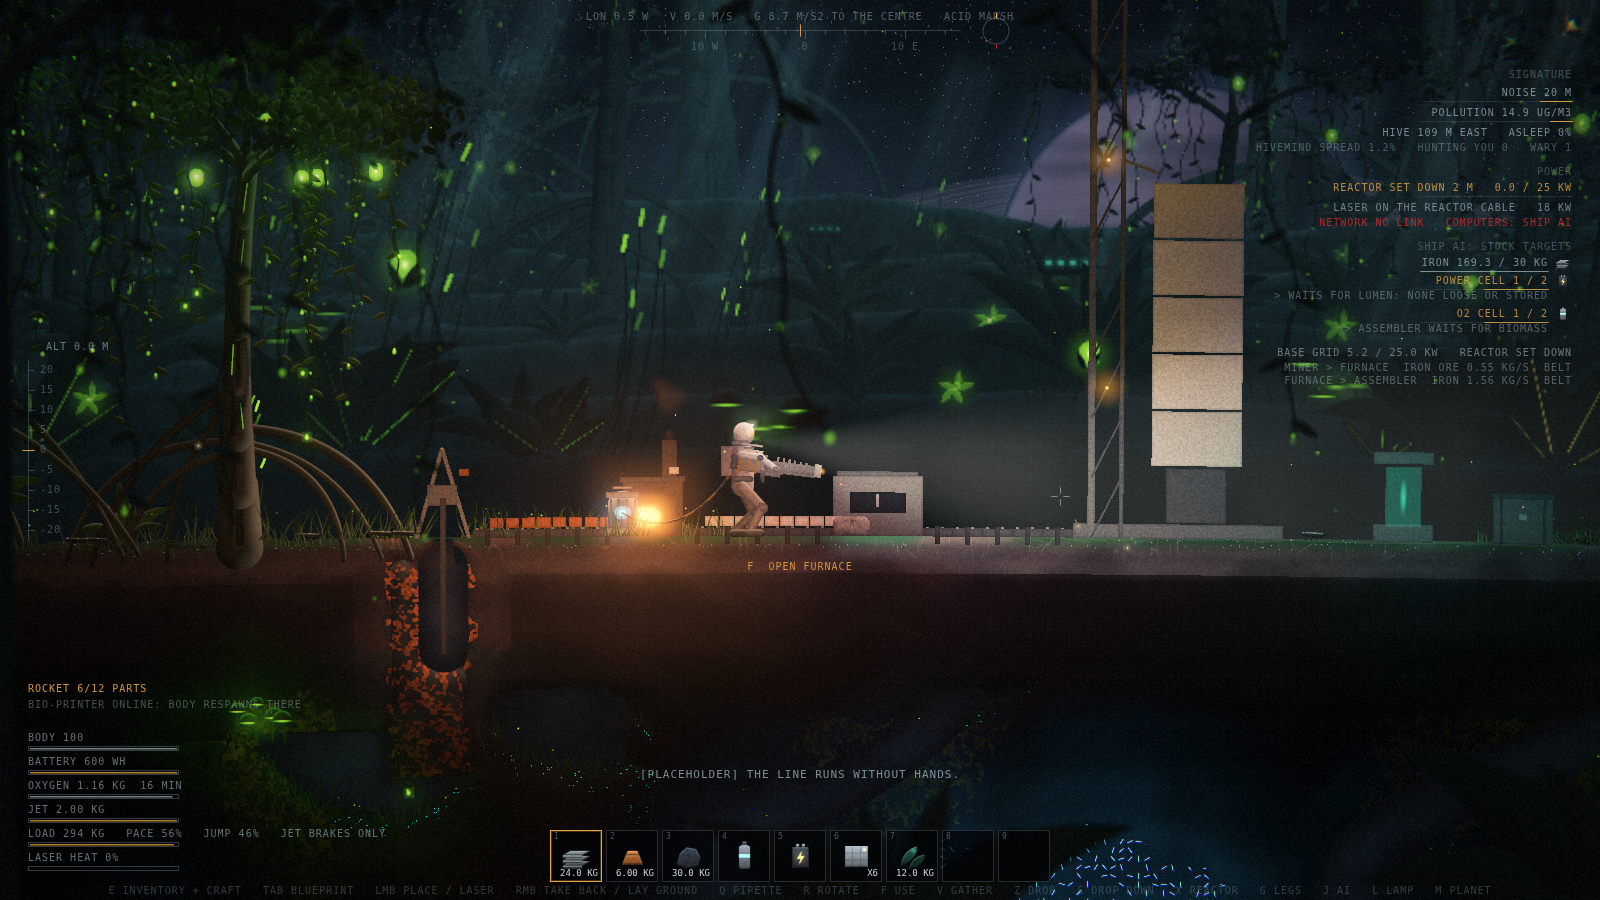 LON 0.5 W   V 0.0 M/S   G 8.7 M/S2 TO THE CENTRE   ACID MARSH
10 W   0   10 E
SIGNATURE
NOISE 20 M
POLLUTION 14.9 UG/M3
HIVE 109 M EAST   ASLEEP 0%
HIVEMIND SPREAD 1.2%   HUNTING YOU 0   WARY 1
POWER
REACTOR SET DOWN 2 M   0.0 / 25 KW
LASER ON THE REACTOR CABLE   18 KW
NETWORK NO LINK   COMPUTERS: SHIP AI
SHIP AI: STOCK TARGETS
IRON 169.3 / 30 KG
POWER CELL 1 / 2
> WAITS FOR LUMEN: NONE LOOSE OR STORED
O2 CELL 1 / 2
> ASSEMBLER WAITS FOR BIOMASS
BASE GRID 5.2 / 25.0 KW   REACTOR SET DOWN
MINER > FURNACE  IRON ORE 0.55 KG/S  BELT
FURNACE > ASSEMBLER  IRON 1.56 KG/S  BELT
ALT 0.0 M
20
15
10
5
0
-5
-10
-15
-20
F  OPEN FURNACE
ROCKET 6/12 PARTS
BIO-PRINTER ONLINE: BODY RESPAWNS THERE
BODY 100
BATTERY 600 WH
OXYGEN 1.16 KG  16 MIN
JET 2.00 KG
LOAD 294 KG   PACE 56%   JUMP 46%   JET BRAKES ONLY
LASER HEAT 0%
[PLACEHOLDER] THE LINE RUNS WITHOUT HANDS.
1 2 3 4 5 6 7 8 9
24.0 KG   6.00 KG   30.0 KG   X6   12.0 KG
E INVENTORY + CRAFT   TAB BLUEPRINT   LMB PLACE / LASER   RMB TAKE BACK / LAY GROUND   Q PIPETTE   R ROTATE   F USE   V GATHER   Z DROP   DROP DOWN   X REACTOR   G LEGS   J AI   L LAMP   M PLANET